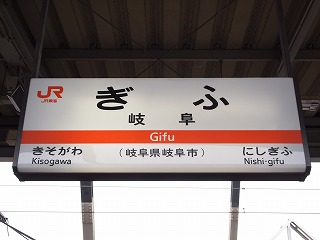 JR
JR東海
ぎふ
岐阜
Gifu
(岐阜県岐阜市)
きそがわ
Kisogawa
にしぎふ
Nishi-gifu